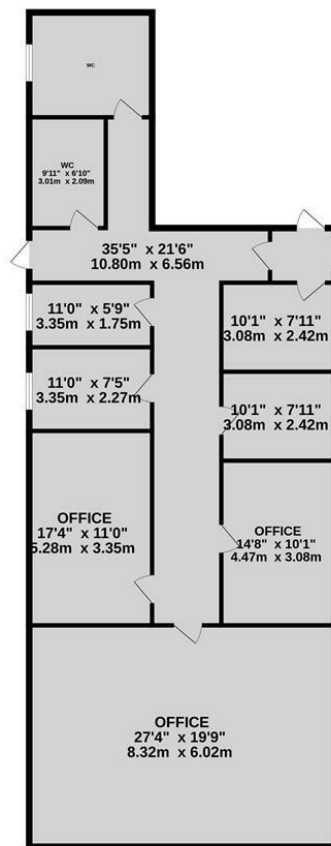 WC
WC
9'11" x 6'10"
3.01m x 2.09m
35'5" x 21'6"
10.80m x 6.56m
11'0" x 5'9"
3.35m x 1.75m
10'1" x 7'11"
3.08m x 2.42m
11'0" x 7'5"
3.35m x 2.27m
10'1" x 7'11"
3.08m x 2.42m
OFFICE
17'4" x 11'0"
5.28m x 3.35m
OFFICE
14'8" x 10'1"
4.47m x 3.08m
OFFICE
27'4" x 19'9"
8.32m x 6.02m